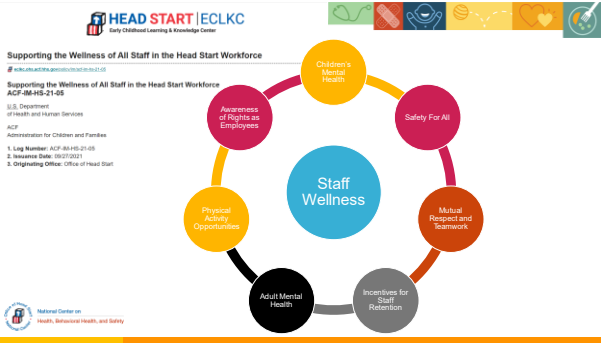 HEAD START | ECLKC
Early Childhood Learning & Knowledge Center
Supporting the Wellness of All Staff in the Head Start Workforce
Supporting the Wellness of All Staff in the Head Start Workforce
ACF-IM-HS-21-05
U.S. Department
of Health and Human Services
ACF
Administration for Children and Families
1. Log Number: ACF-IM-HS-21-05
2. Issuance Date: 09/27/2021
3. Originating Office: Office of Head Start
Children's
Mental
Health
Safety For All
Mutual
Respect and
Teamwork
Incentives for
Staff
Retention
Adult Mental
Health
Physical
Activity
Opportunities
Awareness
of Rights as
Employees
Staff
Wellness
National Center on
Health, Behavioral Health, and Safety